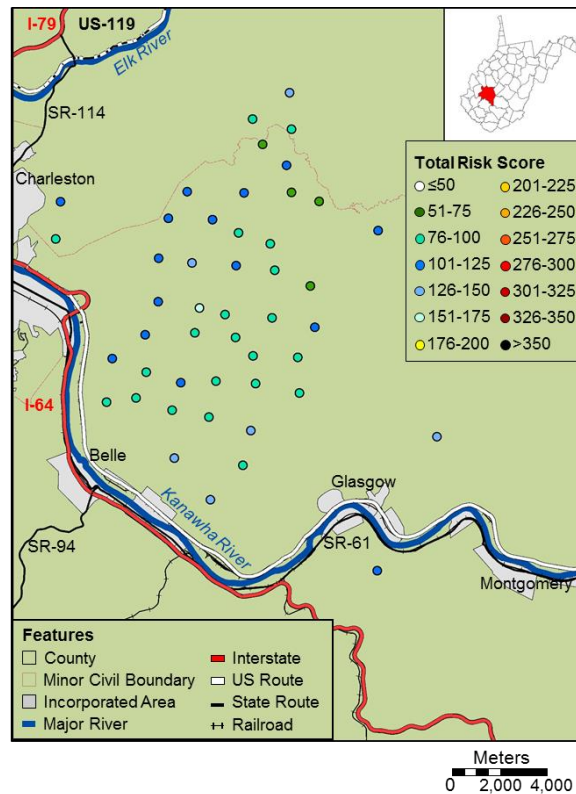 I-79
US-119
Elk River
SR-114
Charleston
Total Risk Score
≤50
201-225
51-75
226-250
76-100
251-275
101-125
276-300
126-150
301-325
151-175
326-350
176-200
>350
I-64
Belle
Kanawha River
Glasgow
SR-94
SR-61
Montgomery
Features
County
Interstate
Minor Civil Boundary
US Route
Incorporated Area
State Route
Major River
Railroad
Meters
0 2,000 4,000